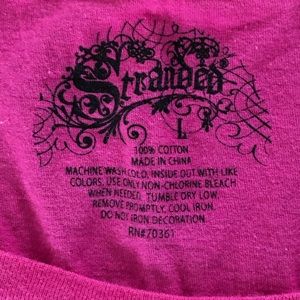 Stranded
L
100% COTTON
MADE IN CHINA
MACHINE WASH COLD, INSIDE OUT WITH LIKE
COLORS, USE ONLY NON-CHLORINE BLEACH
WHEN NEEDED. TUMBLE DRY LOW.
REMOVE PROMPTLY, COOL IRON.
DO NOT IRON DECORATION.
RN#70361